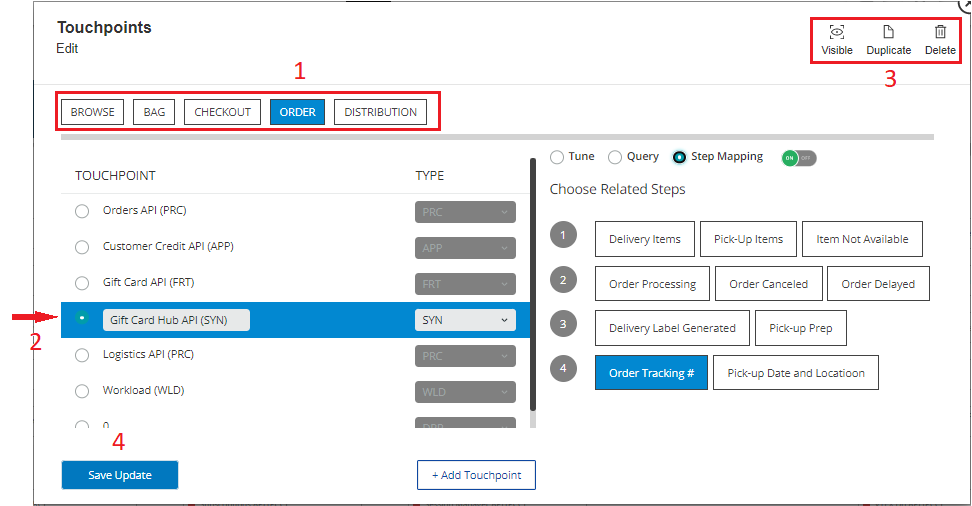 Touchpoints
Edit
Visible Duplicate Delete
1
3
BROWSE BAG CHECKOUT ORDER DISTRIBUTION
Tune Query Step Mapping ON OFF
TOUCHPOINT TYPE
Choose Related Steps
Orders API (PRC) PRC
1 Delivery Items Pick-Up Items Item Not Available
Customer Credit API (APP) APP
2 Order Processing Order Canceled Order Delayed
Gift Card API (FRT) FRT
Gift Card Hub API (SYN) SYN
3 Delivery Label Generated Pick-up Prep
2
Logistics API (PRC) PRC
4 Order Tracking # Pick-up Date and Locatioon
Workload (WLD) WLD
4
Save Update + Add Touchpoint